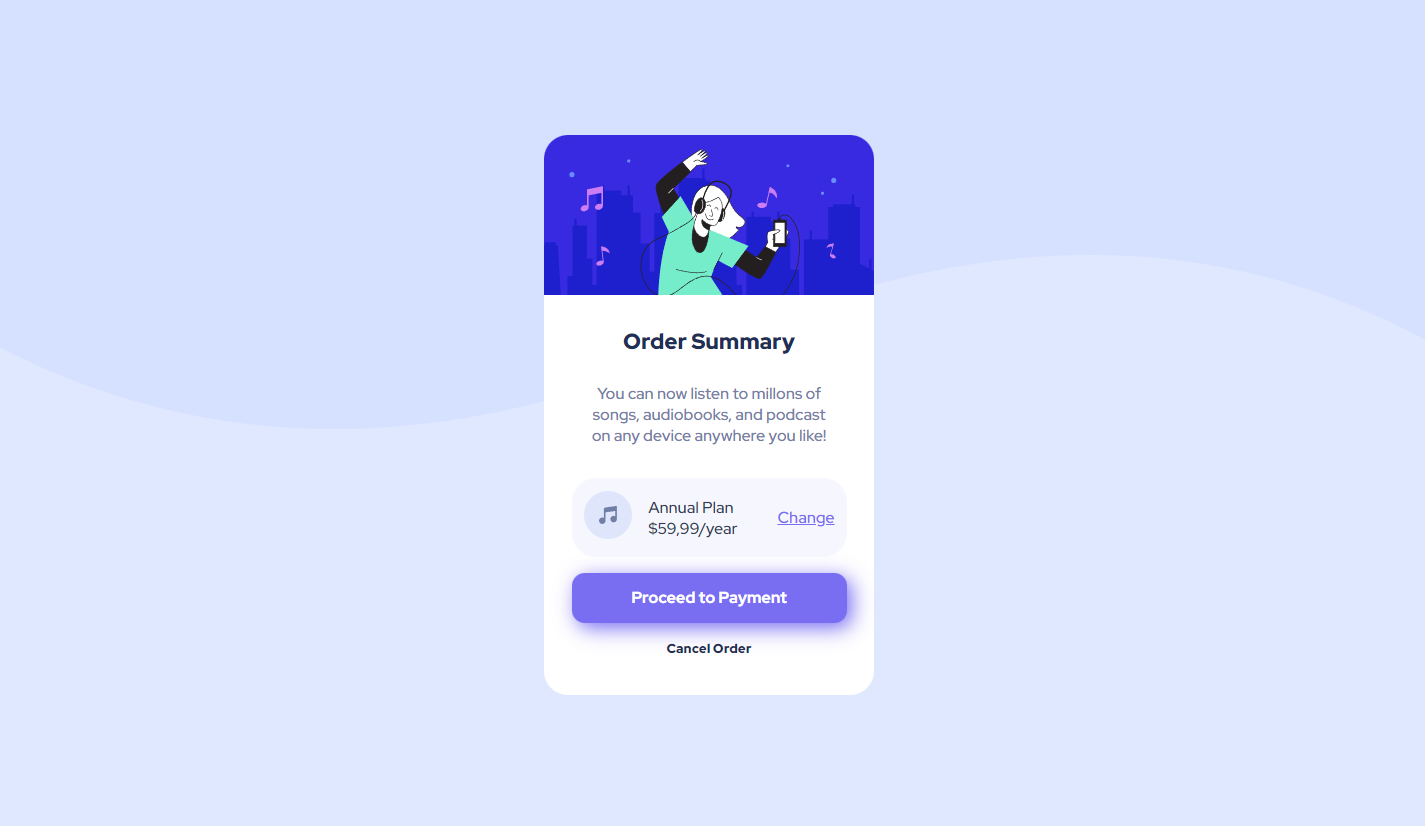 Order Summary
You can now listen to millons of
songs, audiobooks, and podcast
on any device anywhere you like!
Annual Plan
$59,99/year
Change
Proceed to Payment
Cancel Order